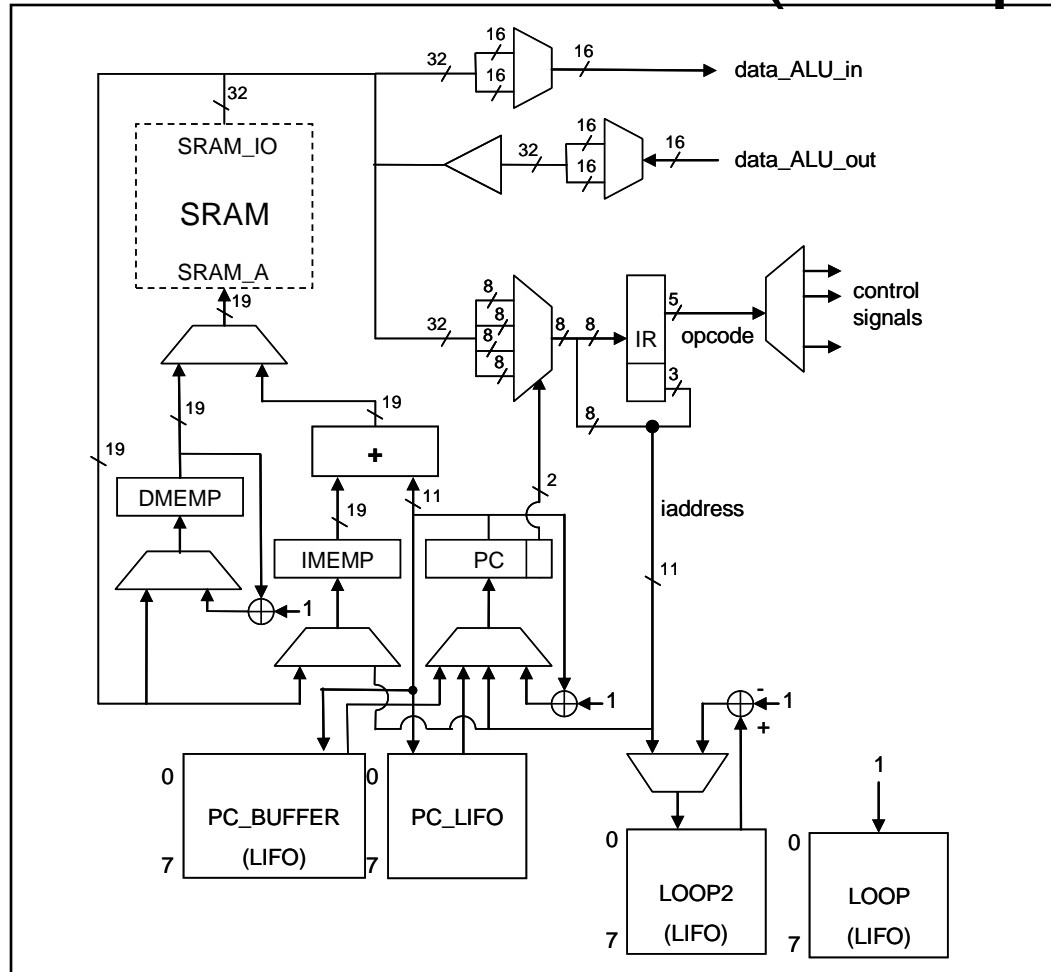 16
32
16
16
data_ALU_in
32
SRAM_IO
SRAM
SRAM_A
19
16
32
16
16
data_ALU_out
8
32
8
8
8
8
8
IR
5
opcode
3
8
control
signals
19
19
19
+
DMEMP
2
11
iaddress
19
IMEMP
PC
11
1
1
-
1
+
0
PC_BUFFER
(LIFO)
7
0
PC_LIFO
7
1
0
LOOP2
(LIFO)
7
0
LOOP
(LIFO)
7